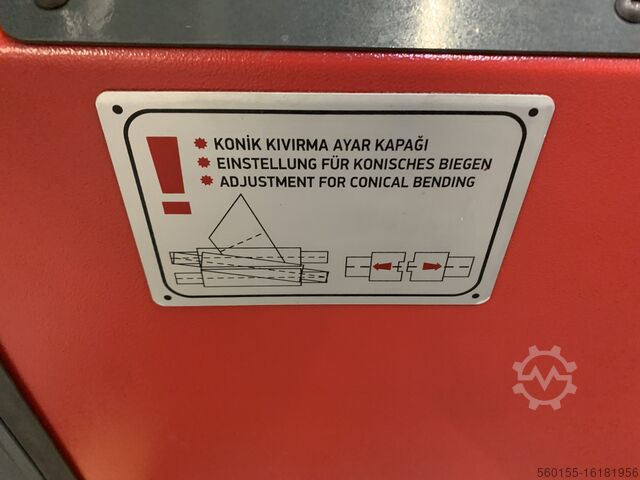 KONİK KIVIRMA AYAR KAPAĞI
EINSTELLUNG FÜR KONISCHES BIEGEN
ADJUSTMENT FOR CONICAL BENDING
560155-16181956